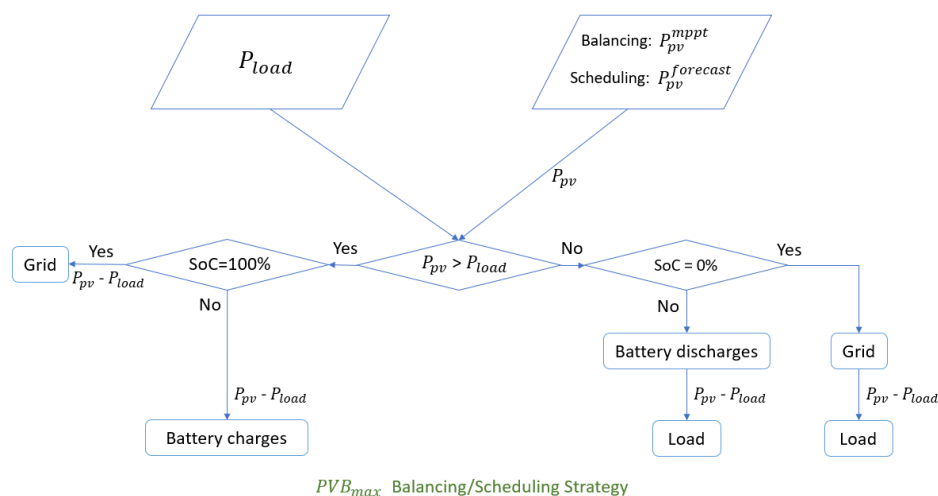 P_load
Balancing: P_pv^mppt
Scheduling: P_pv^forecast
P_pv
Yes
Yes
No
Yes
Grid
SoC=100%
P_pv > P_load
SoC = 0%
P_pv - P_load
No
No
Battery discharges
Grid
P_pv - P_load
P_pv - P_load
P_pv - P_load
Battery charges
Load
Load
PVB_max Balancing/Scheduling Strategy